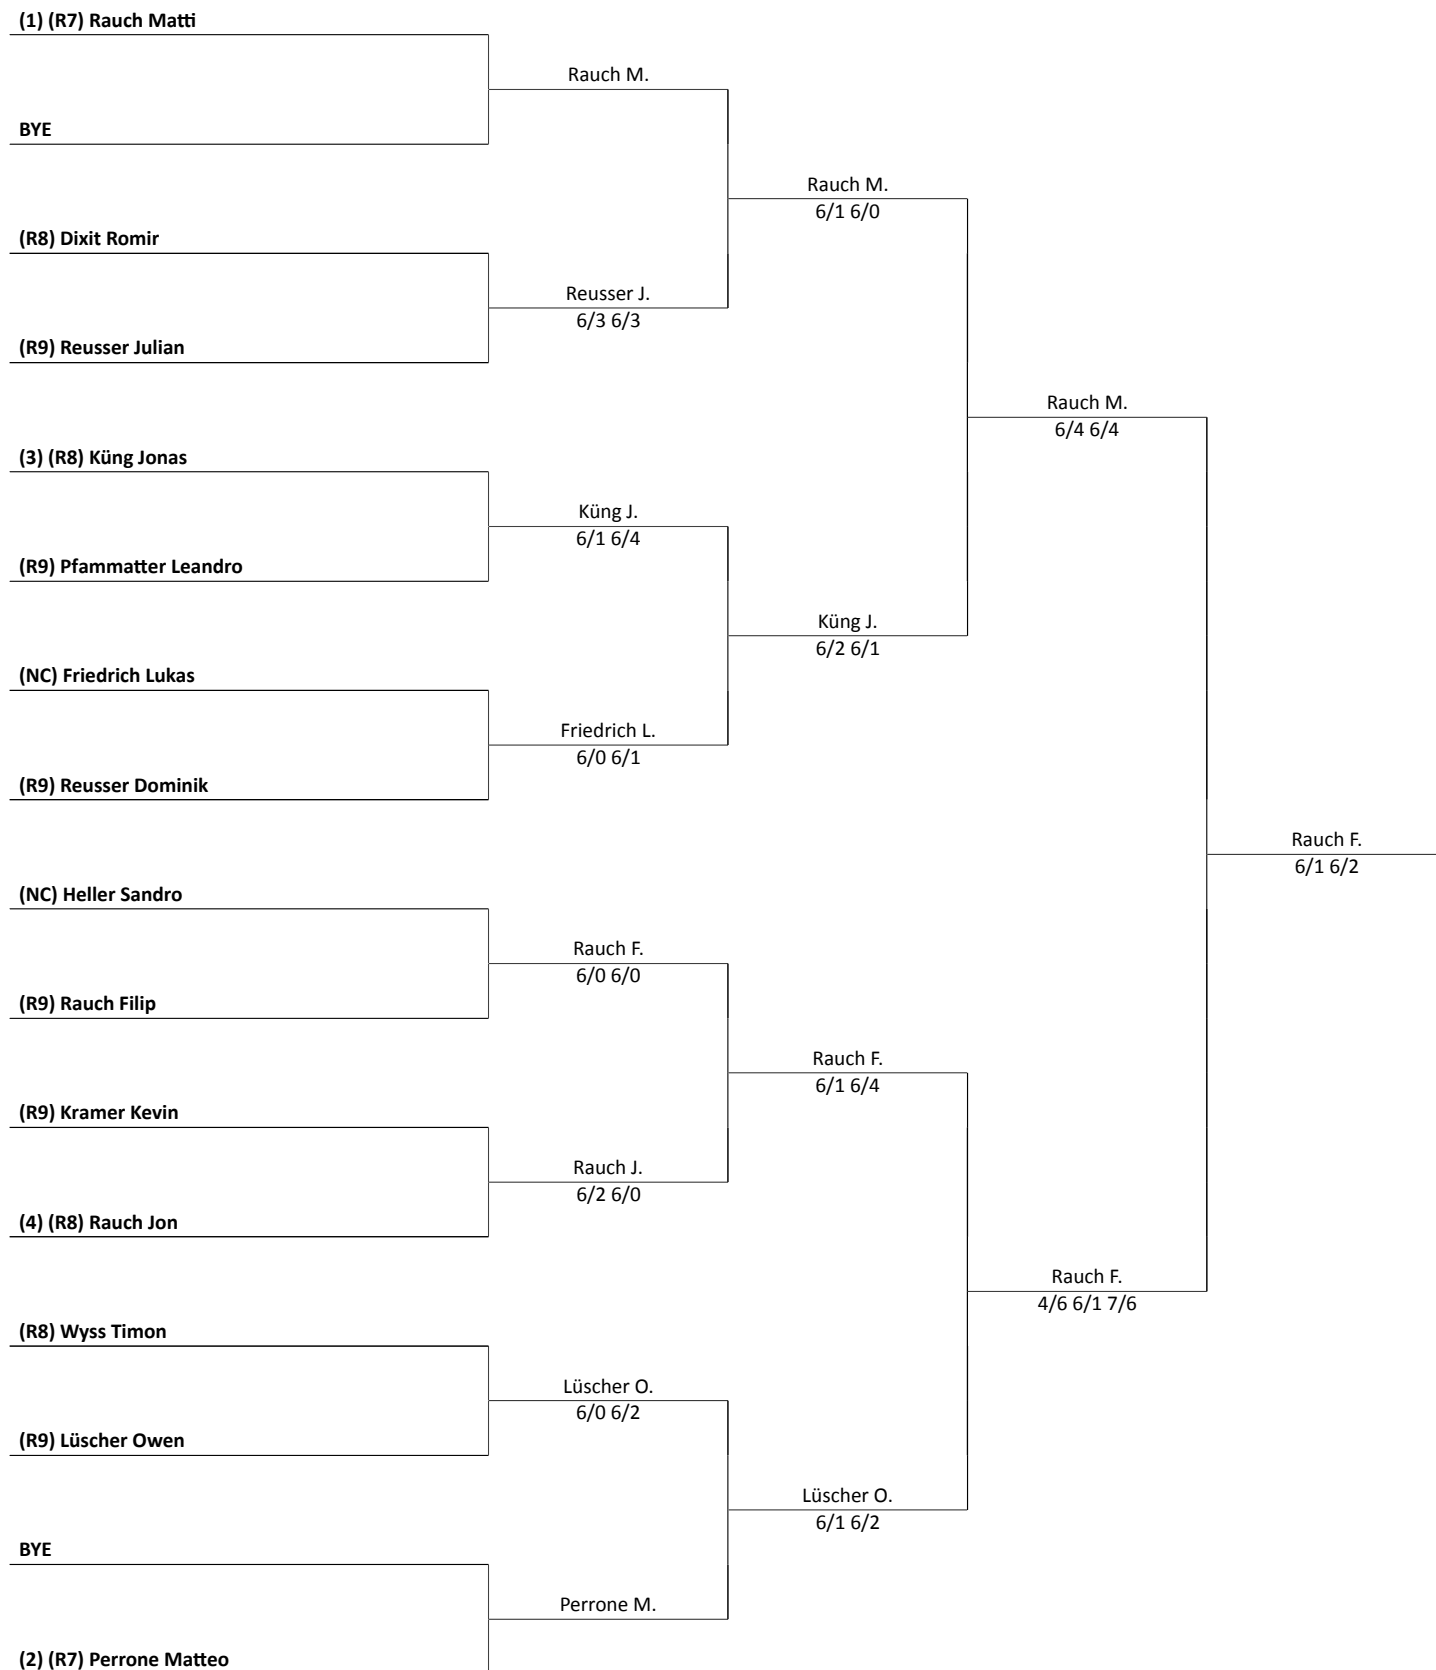 (1) (R7) Rauch Matti
Rauch M.
BYE
Rauch M.
6/1 6/0
(R8) Dixit Romir
Reusser J.
6/3 6/3
(R9) Reusser Julian
Rauch M.
6/4 6/4
(3) (R8) Küng Jonas
Küng J.
6/1 6/4
(R9) Pfammatter Leandro
Küng J.
6/2 6/1
(NC) Friedrich Lukas
Friedrich L.
6/0 6/1
(R9) Reusser Dominik
Rauch F.
6/1 6/2
(NC) Heller Sandro
Rauch F.
6/0 6/0
(R9) Rauch Filip
Rauch F.
6/1 6/4
(R9) Kramer Kevin
Rauch J.
6/2 6/0
(4) (R8) Rauch Jon
Rauch F.
4/6 6/1 7/6
(R8) Wyss Timon
Lüscher O.
6/0 6/2
(R9) Lüscher Owen
Lüscher O.
6/1 6/2
BYE
Perrone M.
(2) (R7) Perrone Matteo